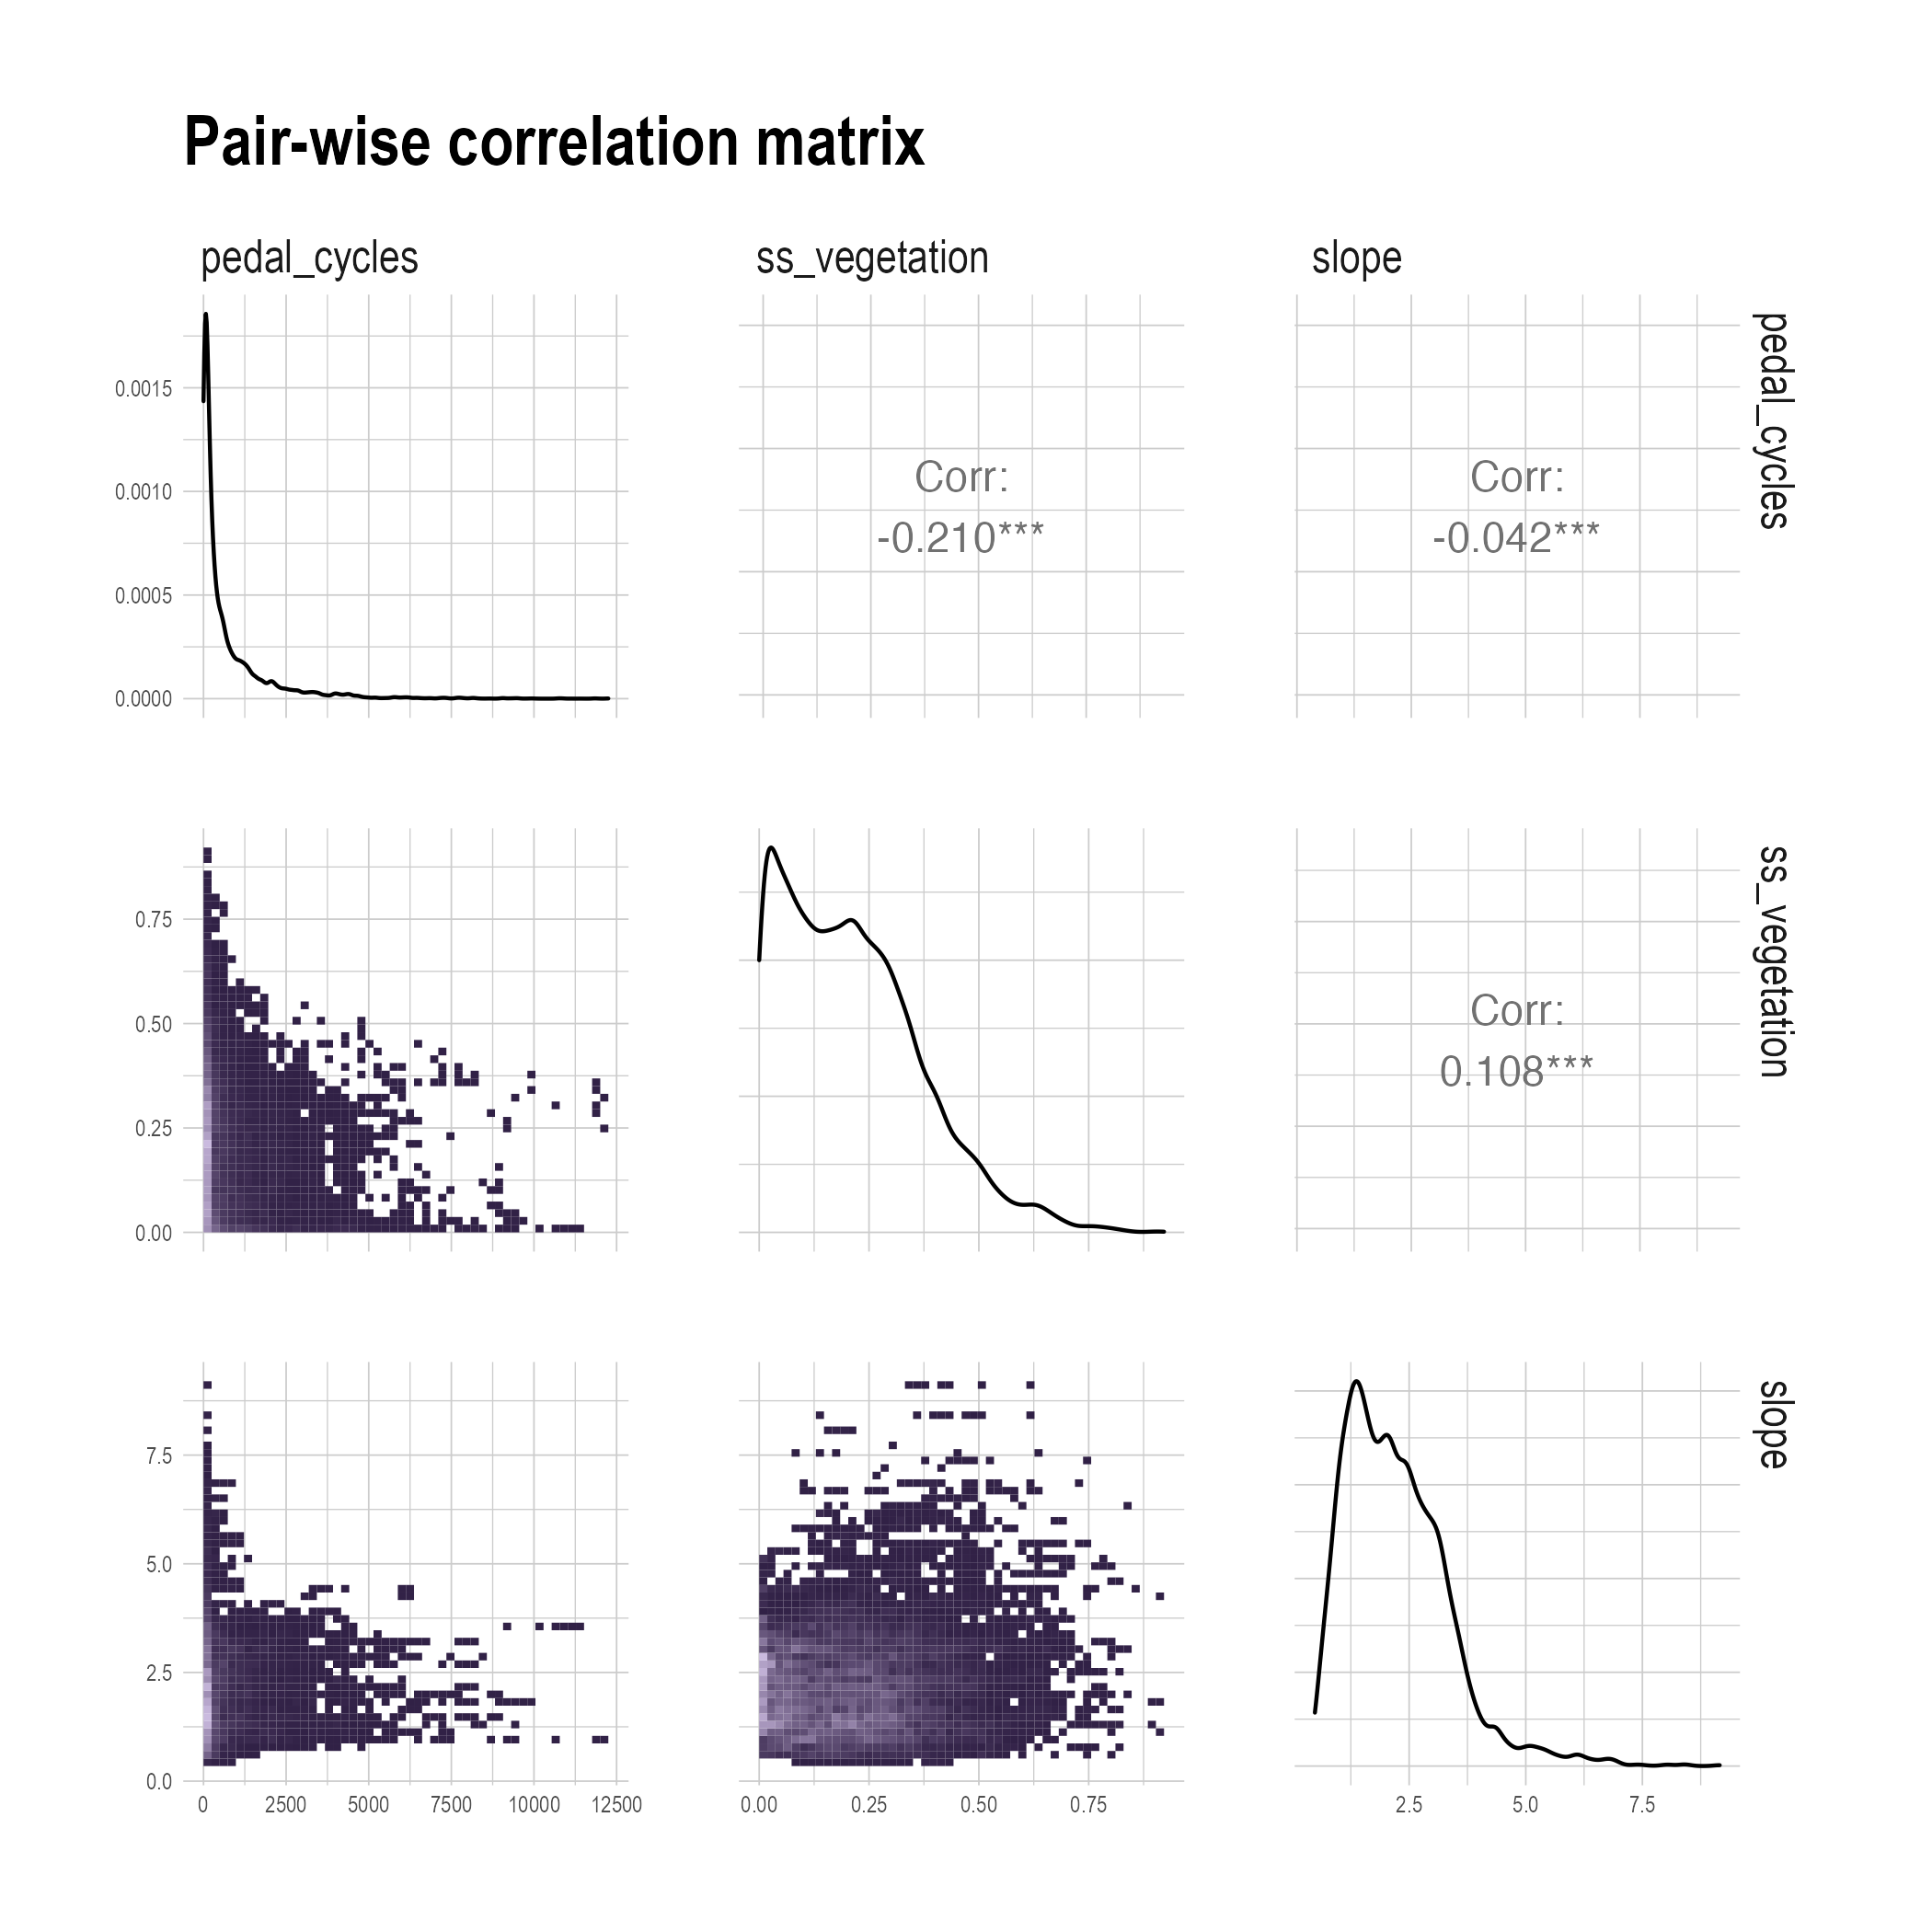 Pair-wise correlation matrix
pedal_cycles ss_vegetation slope
pedal_cycles
0.0015
0.0010
0.0005
0.0000
Corr:
-0.210***
Corr:
-0.042***
ss_vegetation
0.75
0.50
0.25
0.00
Corr:
0.108***
slope
7.5
5.0
2.5
0.0
0 2500 5000 7500 10000 12500
0.00 0.25 0.50 0.75
2.5 5.0 7.5